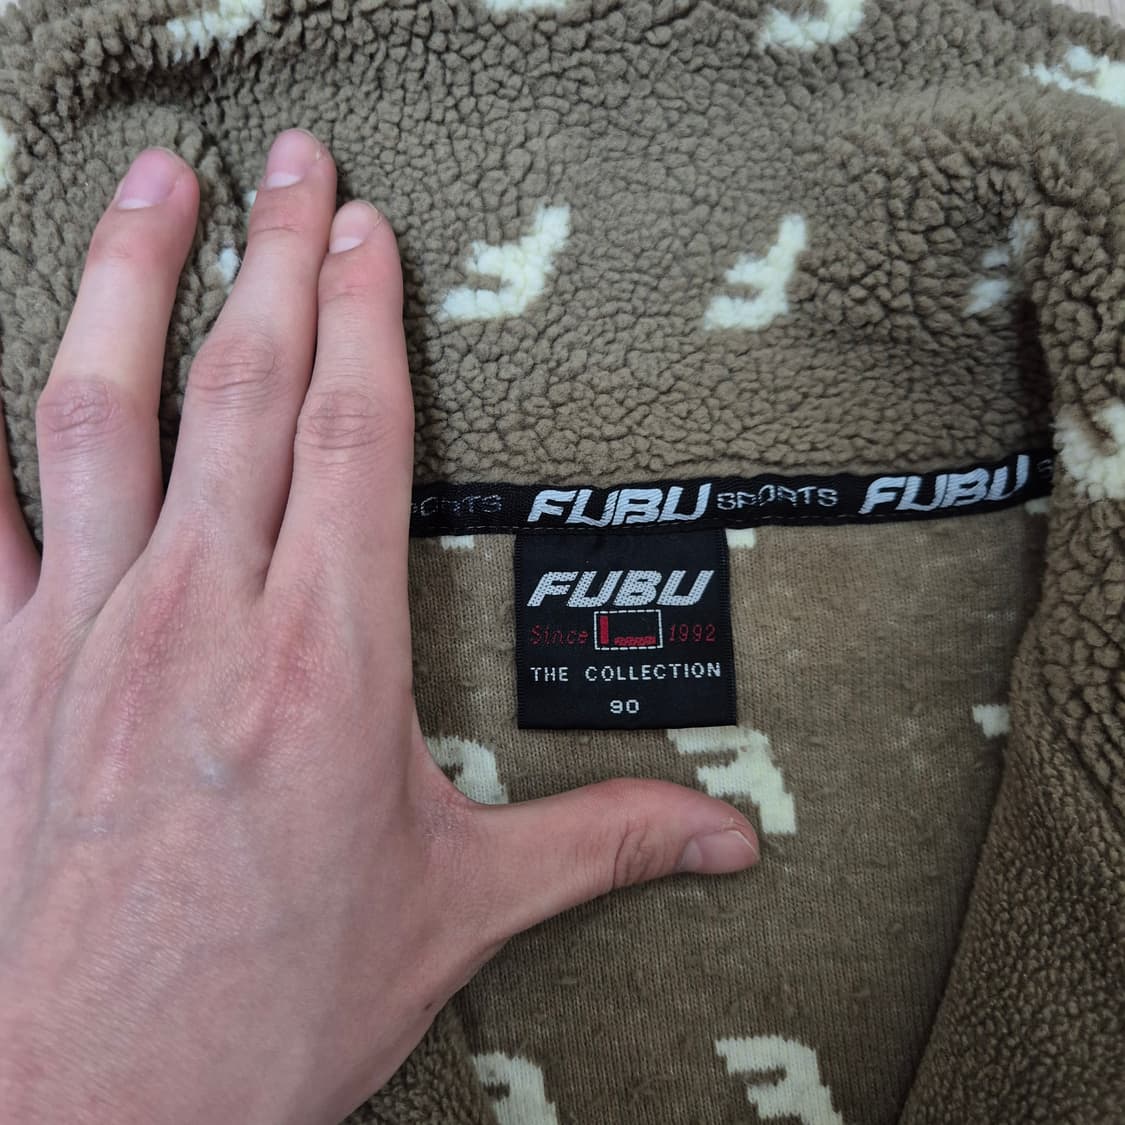 SPORTS FUBU SPORTS FUBU S
FUBU
Since L 1992
THE COLLECTION
90